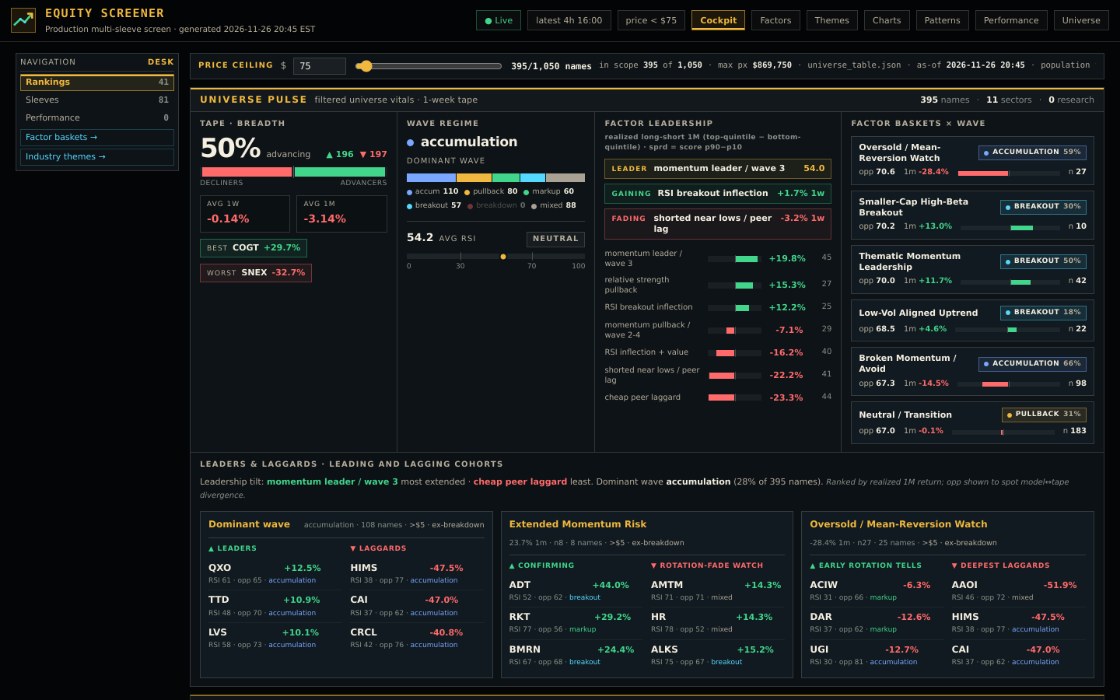 EQUITY SCREENER
Production multi-sleeve screen · generated 2026-11-26 20:45 EST
● Live
latest 4h 16:00
price < $75
Cockpit
Factors
Themes
Charts
Patterns
Performance
Universe
NAVIGATION DESK
Rankings 41
Sleeves 81
Performance 0
Factor baskets →
Industry themes →
PRICE CEILING $ 75 395/1,050 names in scope 395 of 1,050 · max px $869,750 · universe_table.json · as-of 2026-11-26 20:45 · population
UNIVERSE PULSE filtered universe vitals · 1-week tape 395 names · 11 sectors · 0 research
TAPE · BREADTH
50% advancing ▲ 196 ▼ 197
DECLINERS ADVANCERS
AVG 1W
-0.14%
AVG 1M
-3.14%
BEST COGT +29.7%
WORST SNEX -32.7%
WAVE REGIME
accumulation
DOMINANT WAVE
accum 110 pullback 80 markup 60
breakout 57 breakdown 0 mixed 88
54.2 AVG RSI NEUTRAL
0 30 70 100
FACTOR LEADERSHIP
realized long-short 1M (top-quintile − bottom-
quintile) · sprd = score p90−p10
LEADER momentum leader / wave 3 54.0
GAINING RSI breakout inflection +1.7% 1w
FADING shorted near lows / peer -3.2% 1w
lag
momentum leader /
wave 3 +19.8% 45
relative strength
pullback +15.3% 27
RSI breakout inflection +12.2% 25
momentum pullback /
wave 2-4 -7.1% 29
RSI inflection + value -16.2% 40
shorted near lows / peer
lag -22.2% 41
cheap peer laggard -23.3% 44
FACTOR BASKETS × WAVE
Oversold / Mean-
Reversion Watch ACCUMULATION 59%
opp 70.6 1m -28.4% n 27
Smaller-Cap High-Beta
Breakout BREAKOUT 30%
opp 70.2 1m +13.0% n 10
Thematic Momentum
Leadership BREAKOUT 50%
opp 70.0 1m +11.7% n 42
Low-Vol Aligned Uptrend BREAKOUT 18%
opp 68.5 1m +4.6% n 22
Broken Momentum /
Avoid ACCUMULATION 66%
opp 67.3 1m -14.5% n 98
Neutral / Transition PULLBACK 31%
opp 67.0 1m -0.1% n 183
LEADERS & LAGGARDS · LEADING AND LAGGING COHORTS
Leadership tilt: momentum leader / wave 3 most extended · cheap peer laggard least. Dominant wave accumulation (28% of 395 names). Ranked by realized 1M return; opp shown to spot model↔tape
divergence.
Dominant wave accumulation · 108 names · >$5 · ex-breakdown
▲ LEADERS ▼ LAGGARDS
QXO +12.5% HIMS -47.5%
RSI 61 · opp 65 · accumulation RSI 38 · opp 77 · accumulation
TTD +10.9% CAI -47.0%
RSI 48 · opp 70 · accumulation RSI 37 · opp 62 · accumulation
LVS +10.1% CRCL -40.8%
RSI 58 · opp 73 · accumulation RSI 42 · opp 76 · accumulation
Extended Momentum Risk
23.7% 1m · n8 · 8 names · >$5 · ex-breakdown
▲ CONFIRMING ▼ ROTATION-FADE WATCH
ADT +44.0% AMTM +14.3%
RSI 52 · opp 62 · breakout RSI 71 · opp 71 · mixed
RKT +29.2% HR +14.3%
RSI 77 · opp 56 · markup RSI 78 · opp 52 · mixed
BMRN +24.4% ALKS +15.2%
RSI 67 · opp 68 · breakout RSI 75 · opp 67 · breakout
Oversold / Mean-Reversion Watch
-28.4% 1m · n27 · 25 names · >$5 · ex-breakdown
▲ EARLY ROTATION TELLS ▼ DEEPEST LAGGARDS
ACIW -6.3% AAOI -51.9%
RSI 31 · opp 66 · markup RSI 46 · opp 72 · mixed
DAR -12.6% HIMS -47.5%
RSI 37 · opp 62 · markup RSI 38 · opp 77 · accumulation
UGI -12.7% CAI -47.0%
RSI 30 · opp 81 · accumulation RSI 37 · opp 62 · accumulation